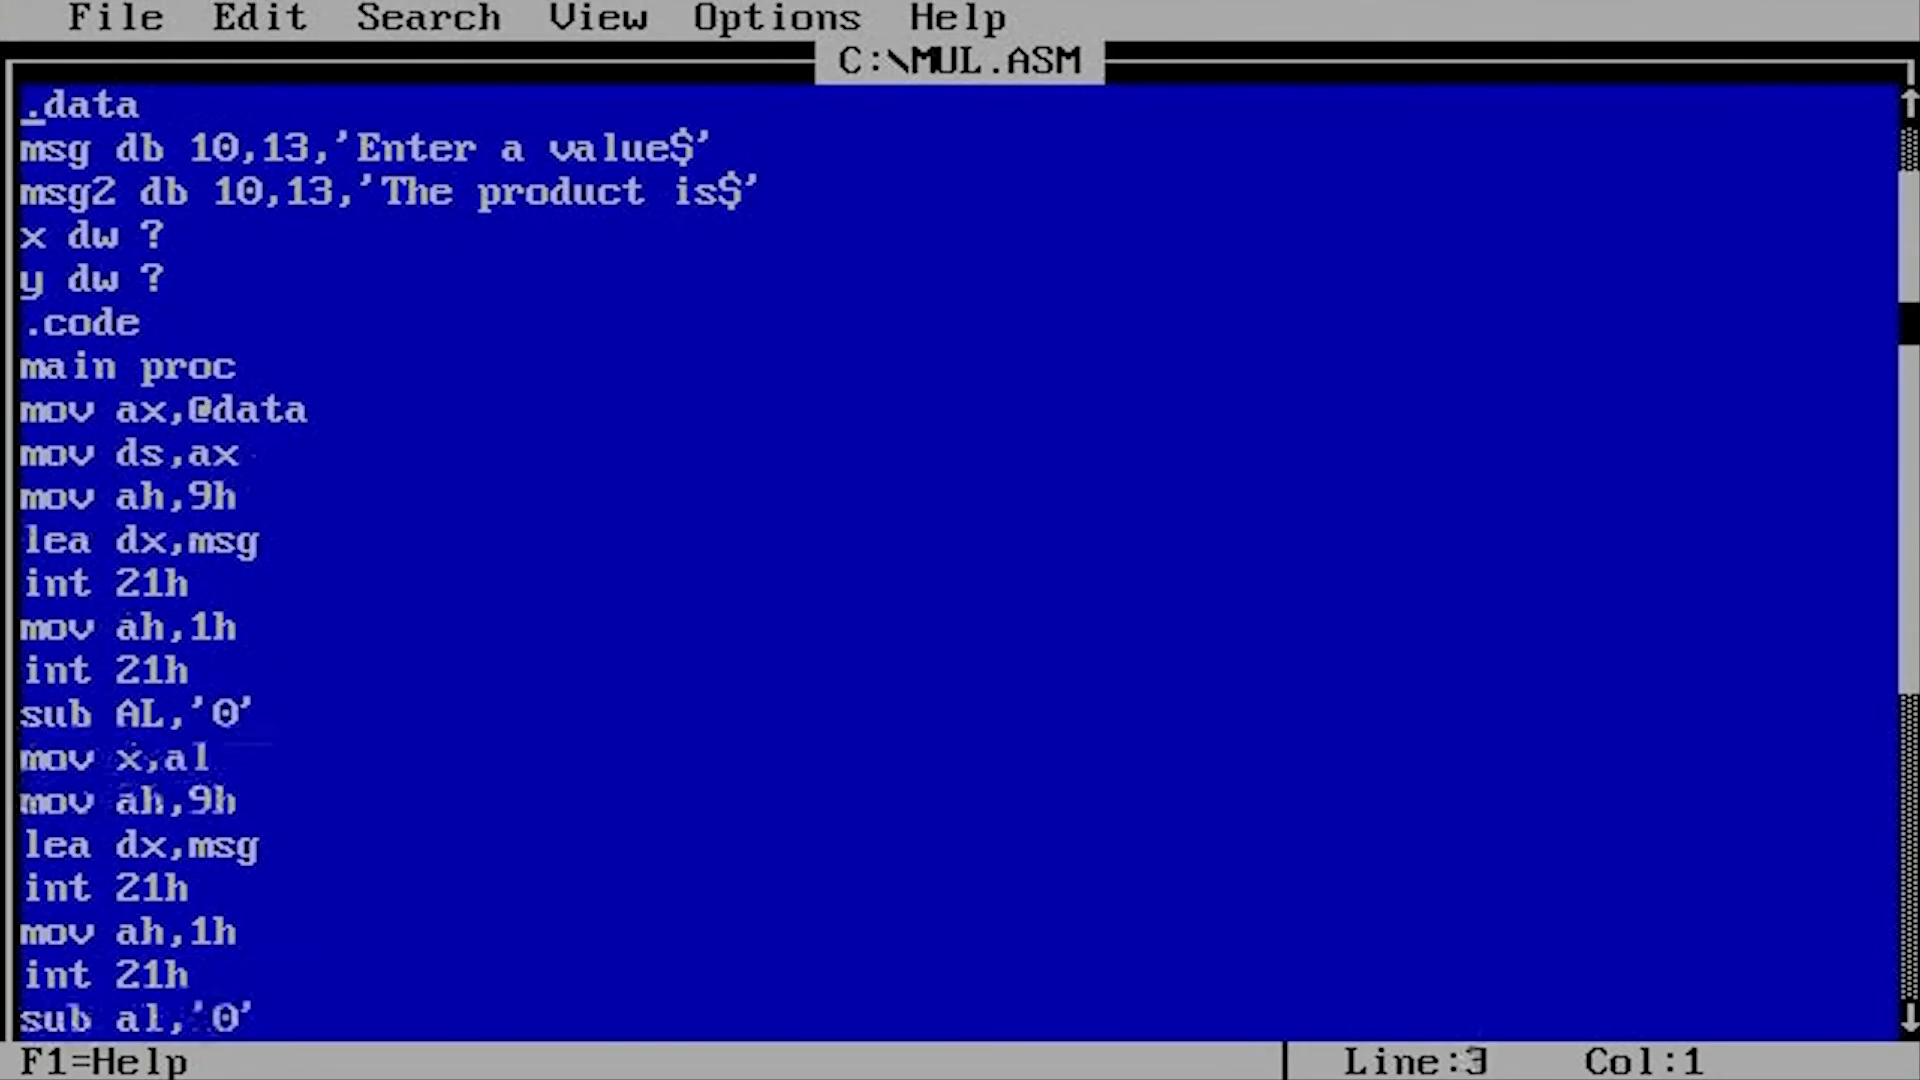 File Edit Search View Options Help
C:\MUL.ASM
.data
msg db 10,13,'Enter a value$'
msg2 db 10,13,'The product is$'
x dw ?
y dw ?
.code
main proc
mov ax,@data
mov ds,ax
mov ah,9h
lea dx,msg
int 21h
mov ah,1h
int 21h
sub AL,'0'
mov x,al
mov ah,9h
lea dx,msg
int 21h
mov ah,1h
int 21h
sub al,'0'
F1=Help Line:3 Col:1